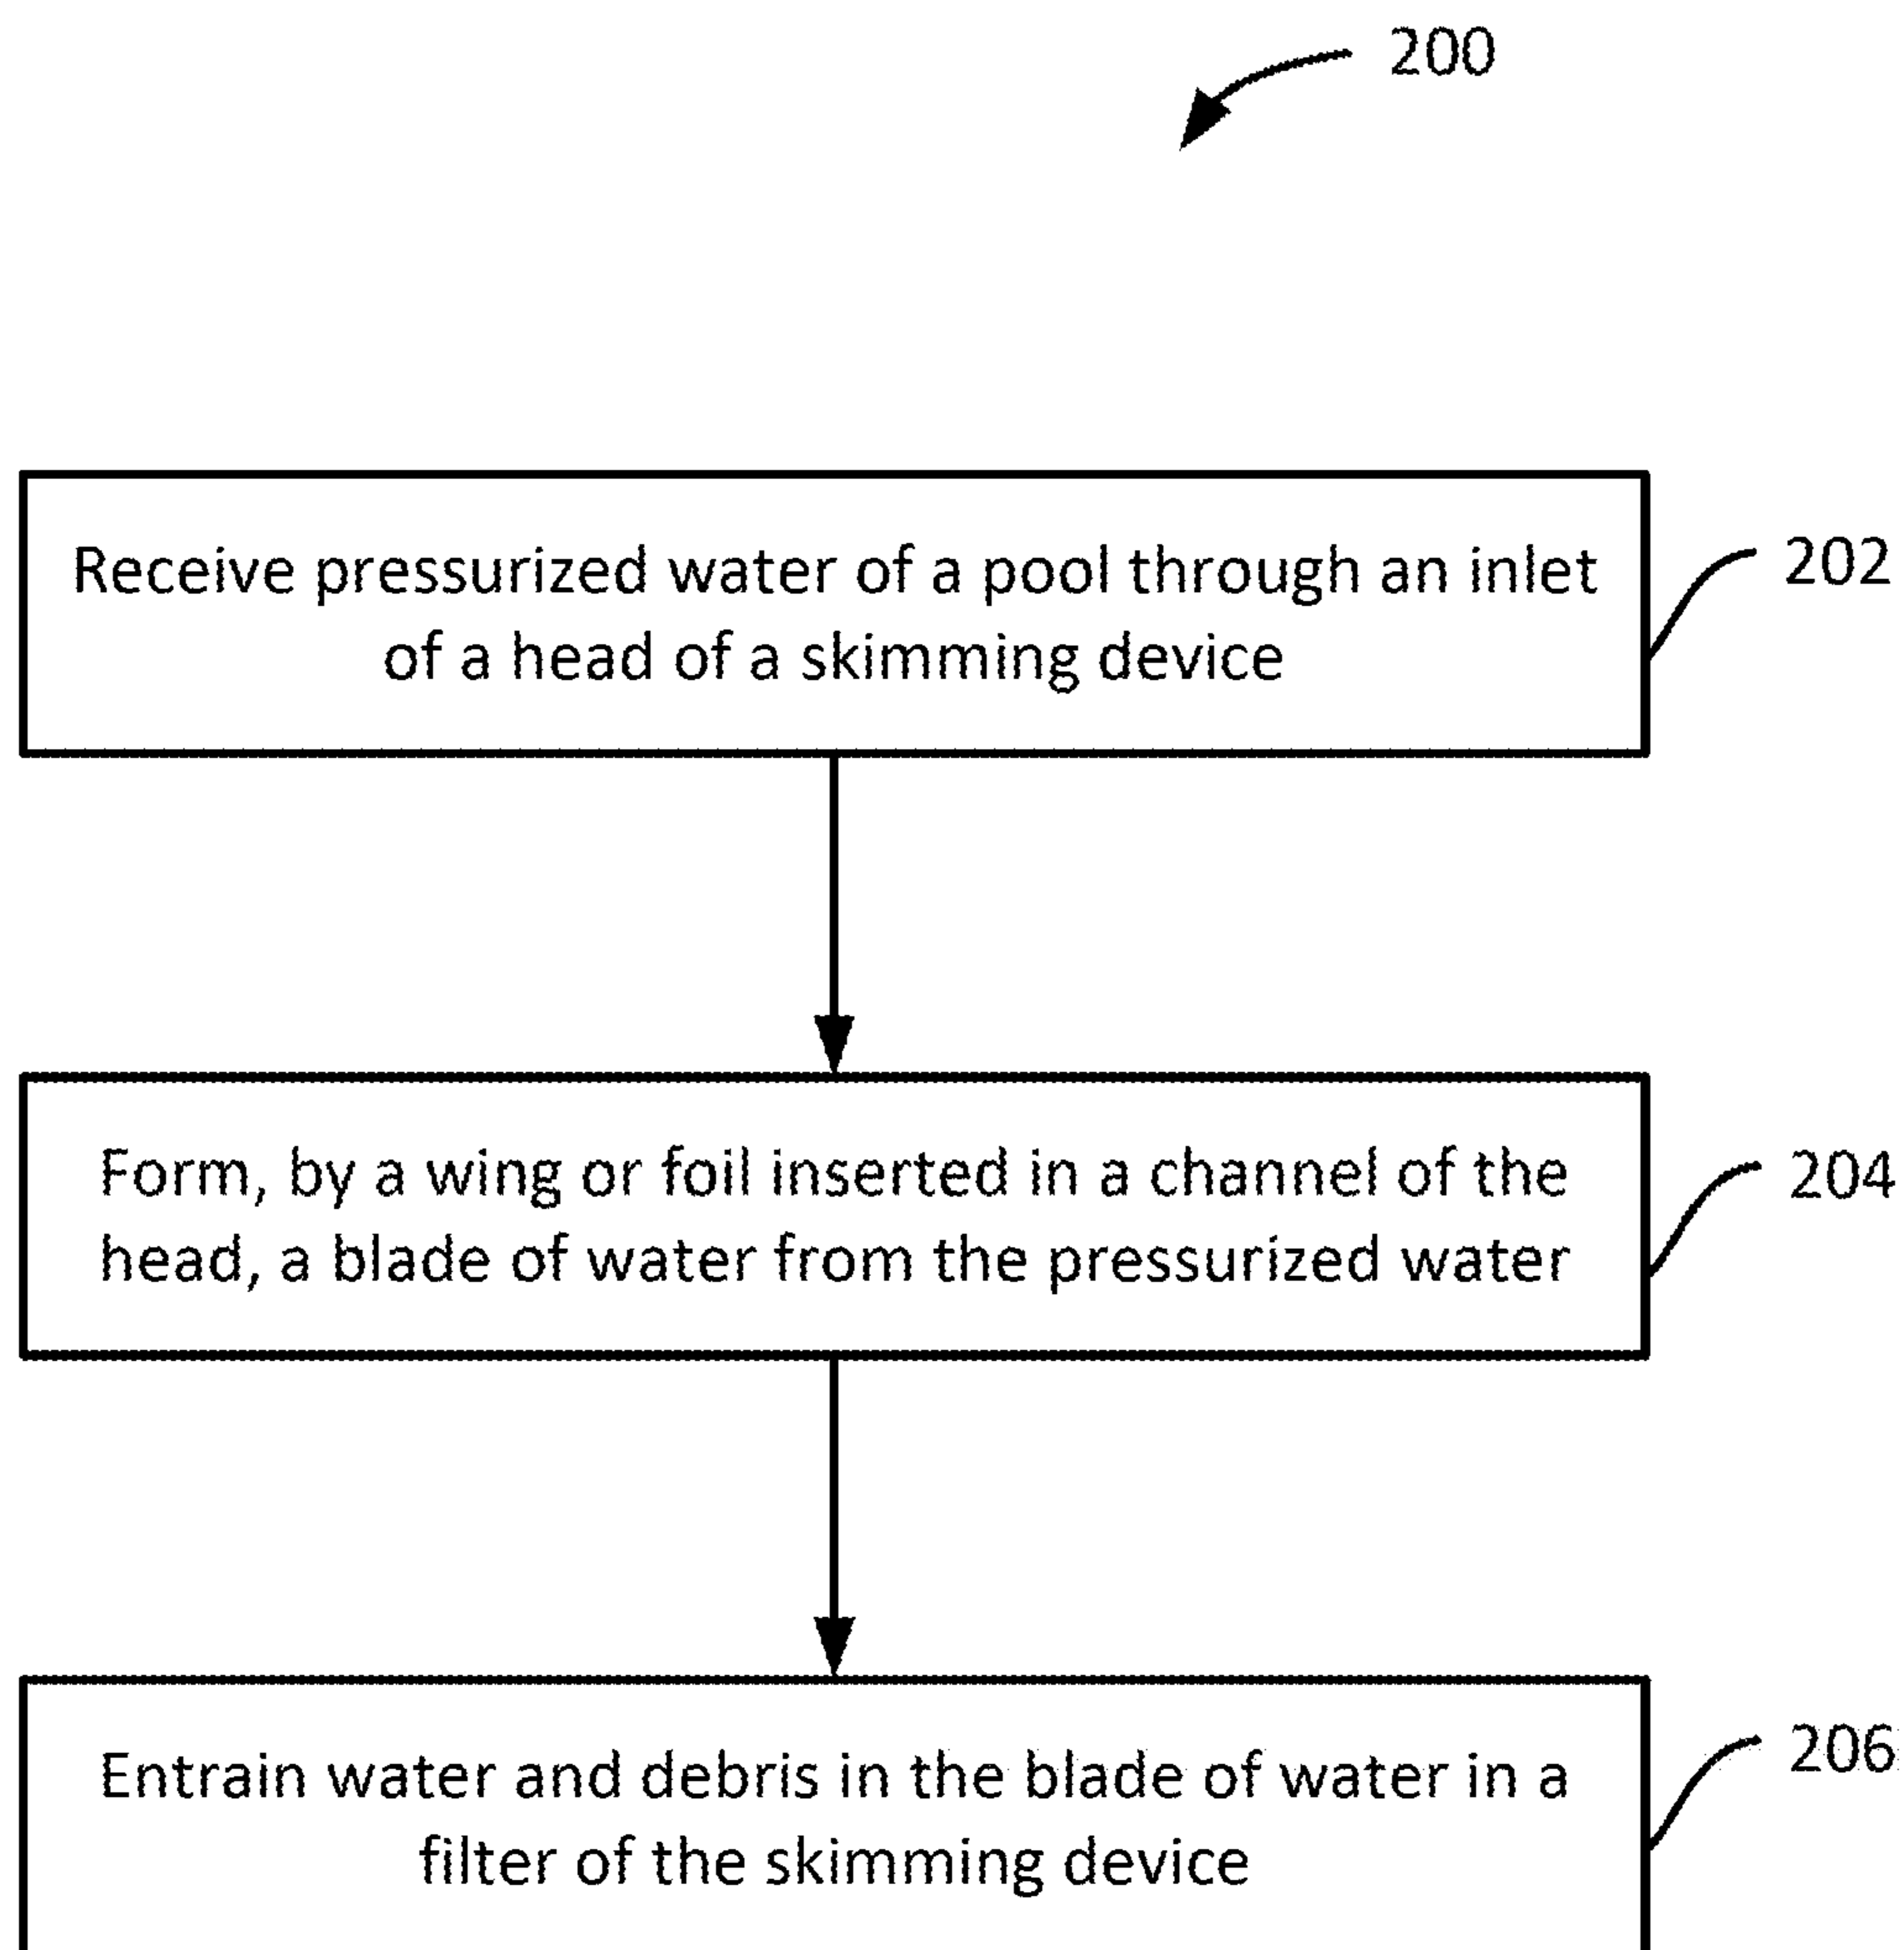 200
Receive pressurized water of a pool through an inlet
of a head of a skimming device
202
Form, by a wing or foil inserted in a channel of the
head, a blade of water from the pressurized water
204
Entrain water and debris in the blade of water in a
filter of the skimming device
206